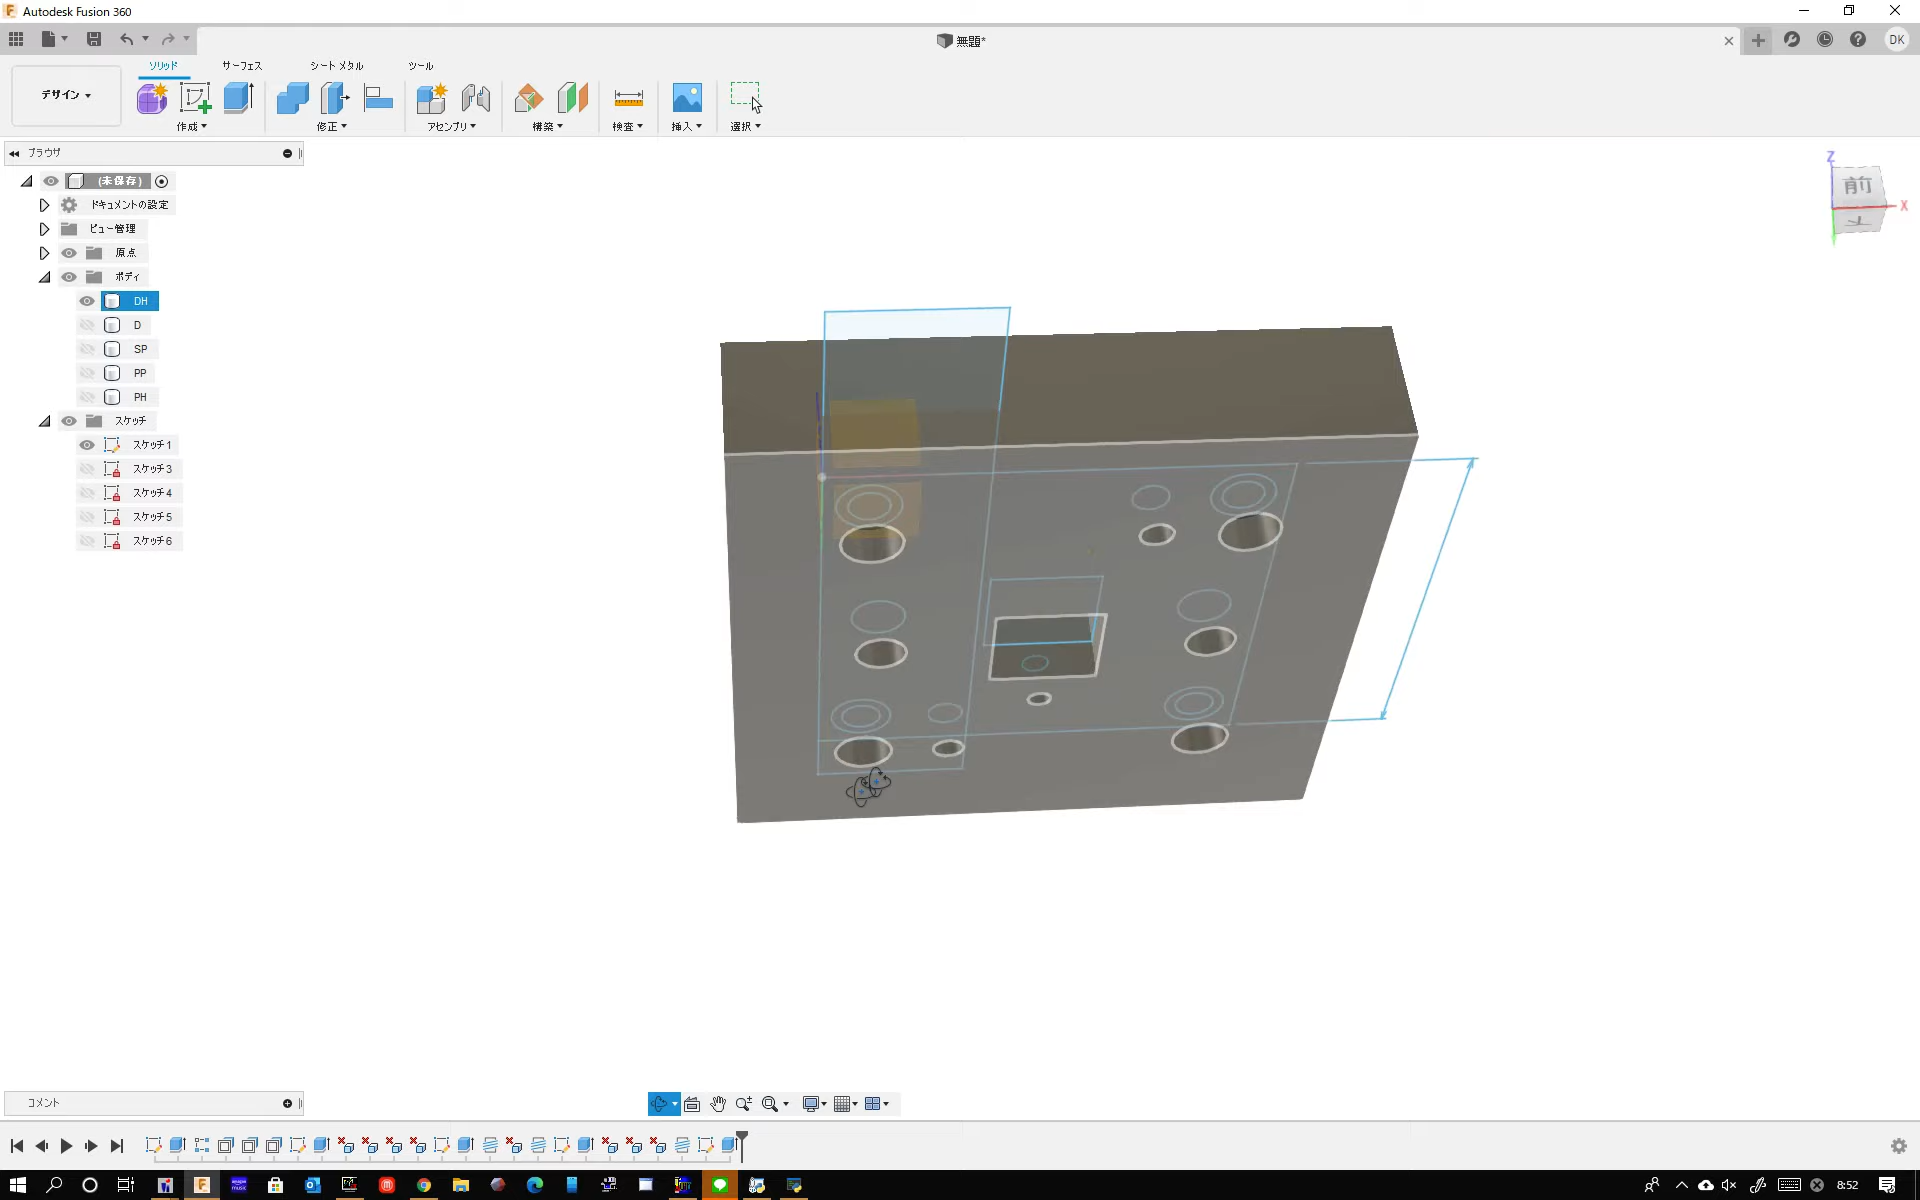 Autodesk Fusion 360
無題*
DK
ソリッド
サーフェス
シート メタル
ツール
デザイン
作成
修正
アセンブリ
構築
検査
挿入
選択
ブラウザ
(未保存)
ドキュメントの設定
ビュー管理
原点
ボディ
DH
D
SP
PP
PH
スケッチ
スケッチ1
スケッチ3
スケッチ4
スケッチ5
スケッチ6
Z
前
X
下
コメント
8:52